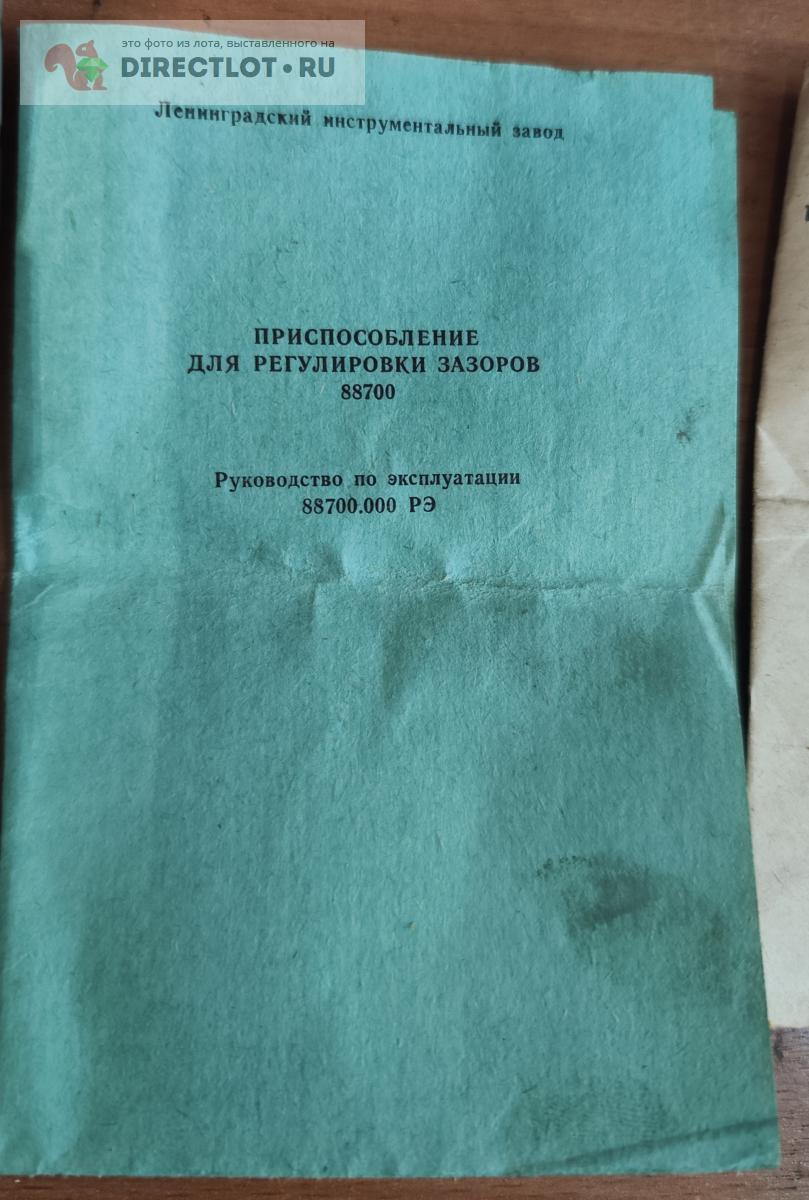 это фото из лота, выставленного на
DIRECTLOT•RU
Ленинградский инструментальный завод
ПРИСПОСОБЛЕНИЕ
ДЛЯ РЕГУЛИРОВКИ ЗАЗОРОВ
88700
Руководство по эксплуатации
88700.000 РЭ